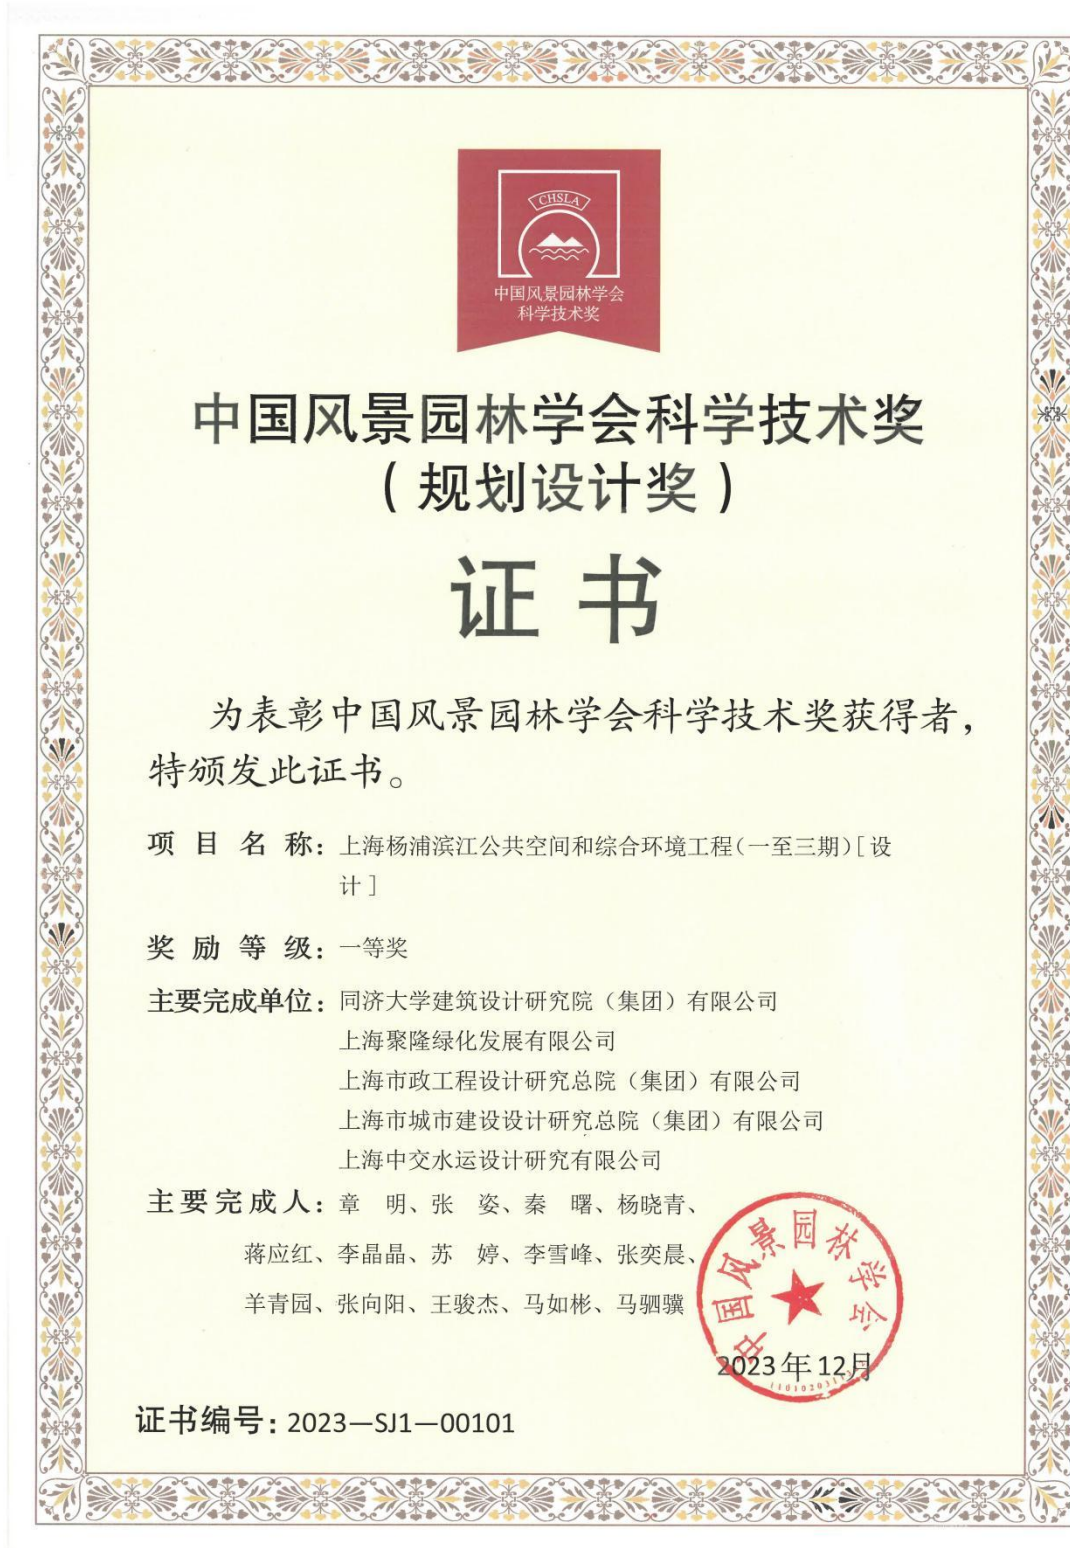 CHSLA
中国风景园林学会
科学技术奖
中国风景园林学会科学技术奖
（规划设计奖）
证书
为表彰中国风景园林学会科学技术奖获得者，
特颁发此证书。
项目名称：上海杨浦滨江公共空间和综合环境工程（一至三期）[设
计]
奖励等级：一等奖
主要完成单位：同济大学建筑设计研究院（集团）有限公司
上海聚隆绿化发展有限公司
上海市政工程设计研究总院（集团）有限公司
上海市城市建设设计研究总院（集团）有限公司
上海中交水运设计研究有限公司
主要完成人：章　明、张　姿、秦　曙、杨晓青、
蒋应红、李晶晶、苏　婷、李雪峰、张奕晨、
羊青园、张向阳、王骏杰、马如彬、马驷骥
中国风景园林学会
2023年12月
证书编号：2023—SJ1—00101